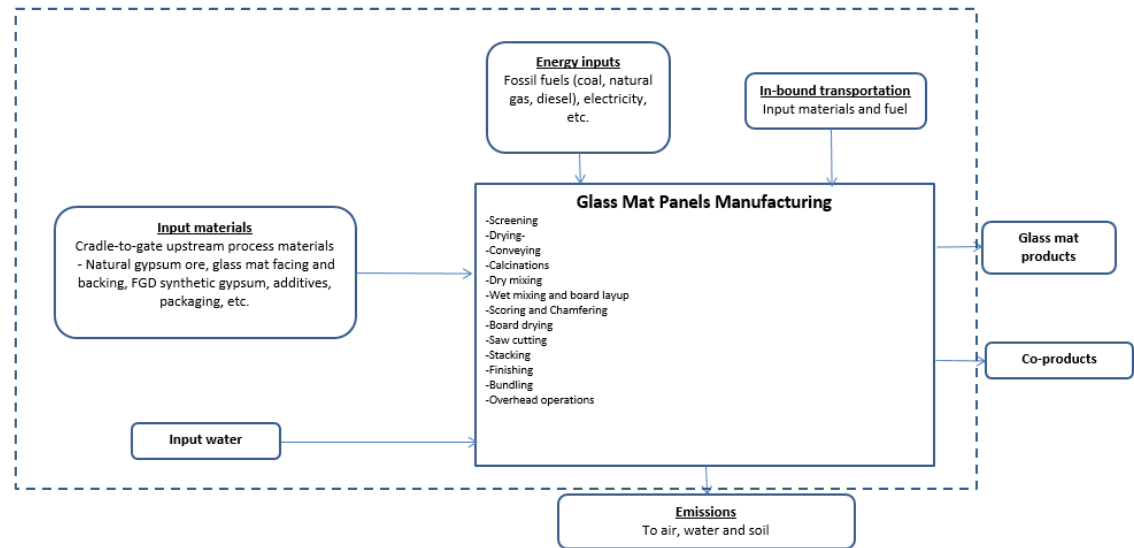 Energy inputs
Fossil fuels (coal, natural
gas, diesel), electricity,
etc.
In-bound transportation
Input materials and fuel
Input materials
Cradle-to-gate upstream process materials
- Natural gypsum ore, glass mat facing and
backing, FGD synthetic gypsum, additives,
packaging, etc.
Input water
Glass Mat Panels Manufacturing
-Screening
-Drying-
-Conveying
-Calcinations
-Dry mixing
-Wet mixing and board layup
-Scoring and Chamfering
-Board drying
-Saw cutting
-Stacking
-Finishing
-Bundling
-Overhead operations
Glass mat
products
Co-products
Emissions
To air, water and soil